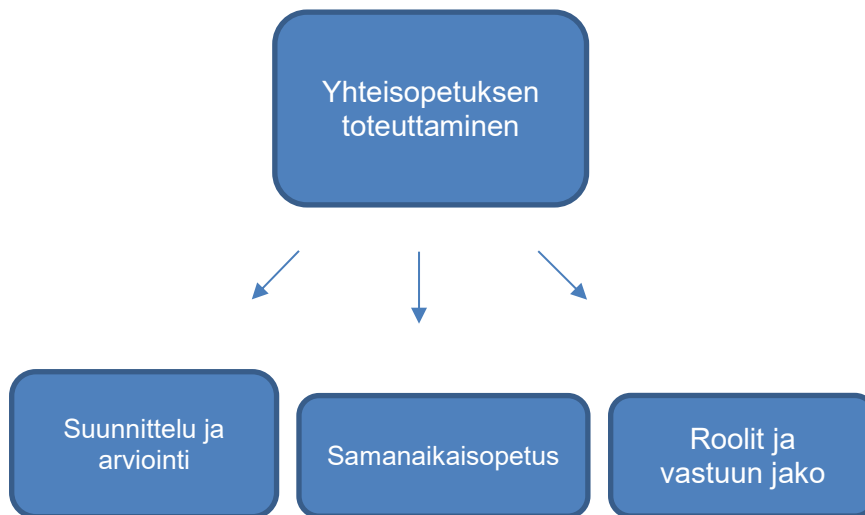 Yhteisopetuksen
toteuttaminen
Suunnittelu ja
arviointi
Samanaikaisopetus
Roolit ja
vastuun jako